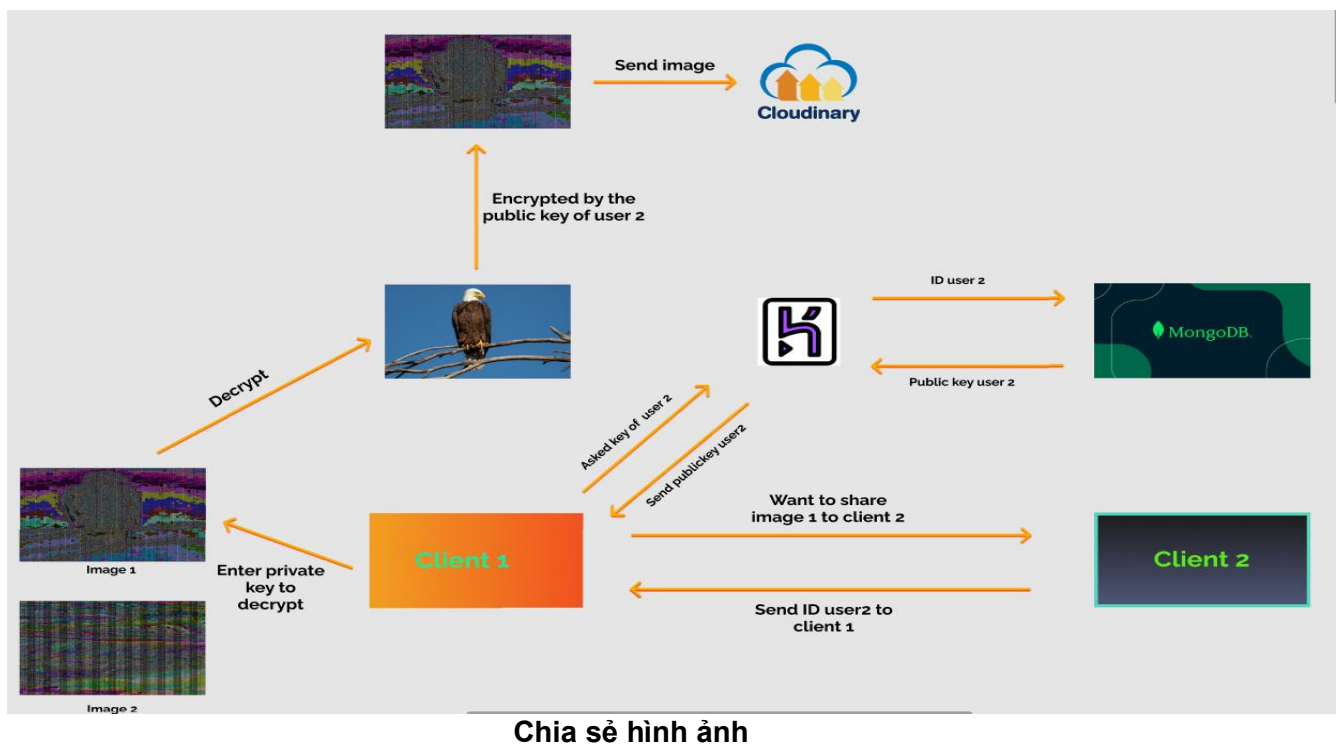 Send image
Cloudinary
Encrypted by the
public key of user 2
ID user 2
MongoDB.
Public key user 2
Decrypt
Asked key of user 2
Send publickey user2
Want to share
image 1 to client 2
Client 1
Client 2
Image 1
Enter private
key to
decrypt
Send ID user2 to
client 1
Image 2
Chia sẻ hình ảnh